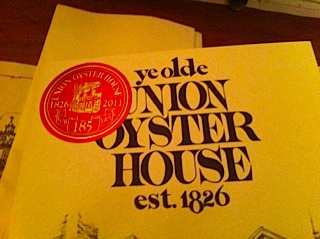 UNION OYSTER HOUSE
1826 2011
185
ye olde
UNION
OYSTER
HOUSE
est. 1826